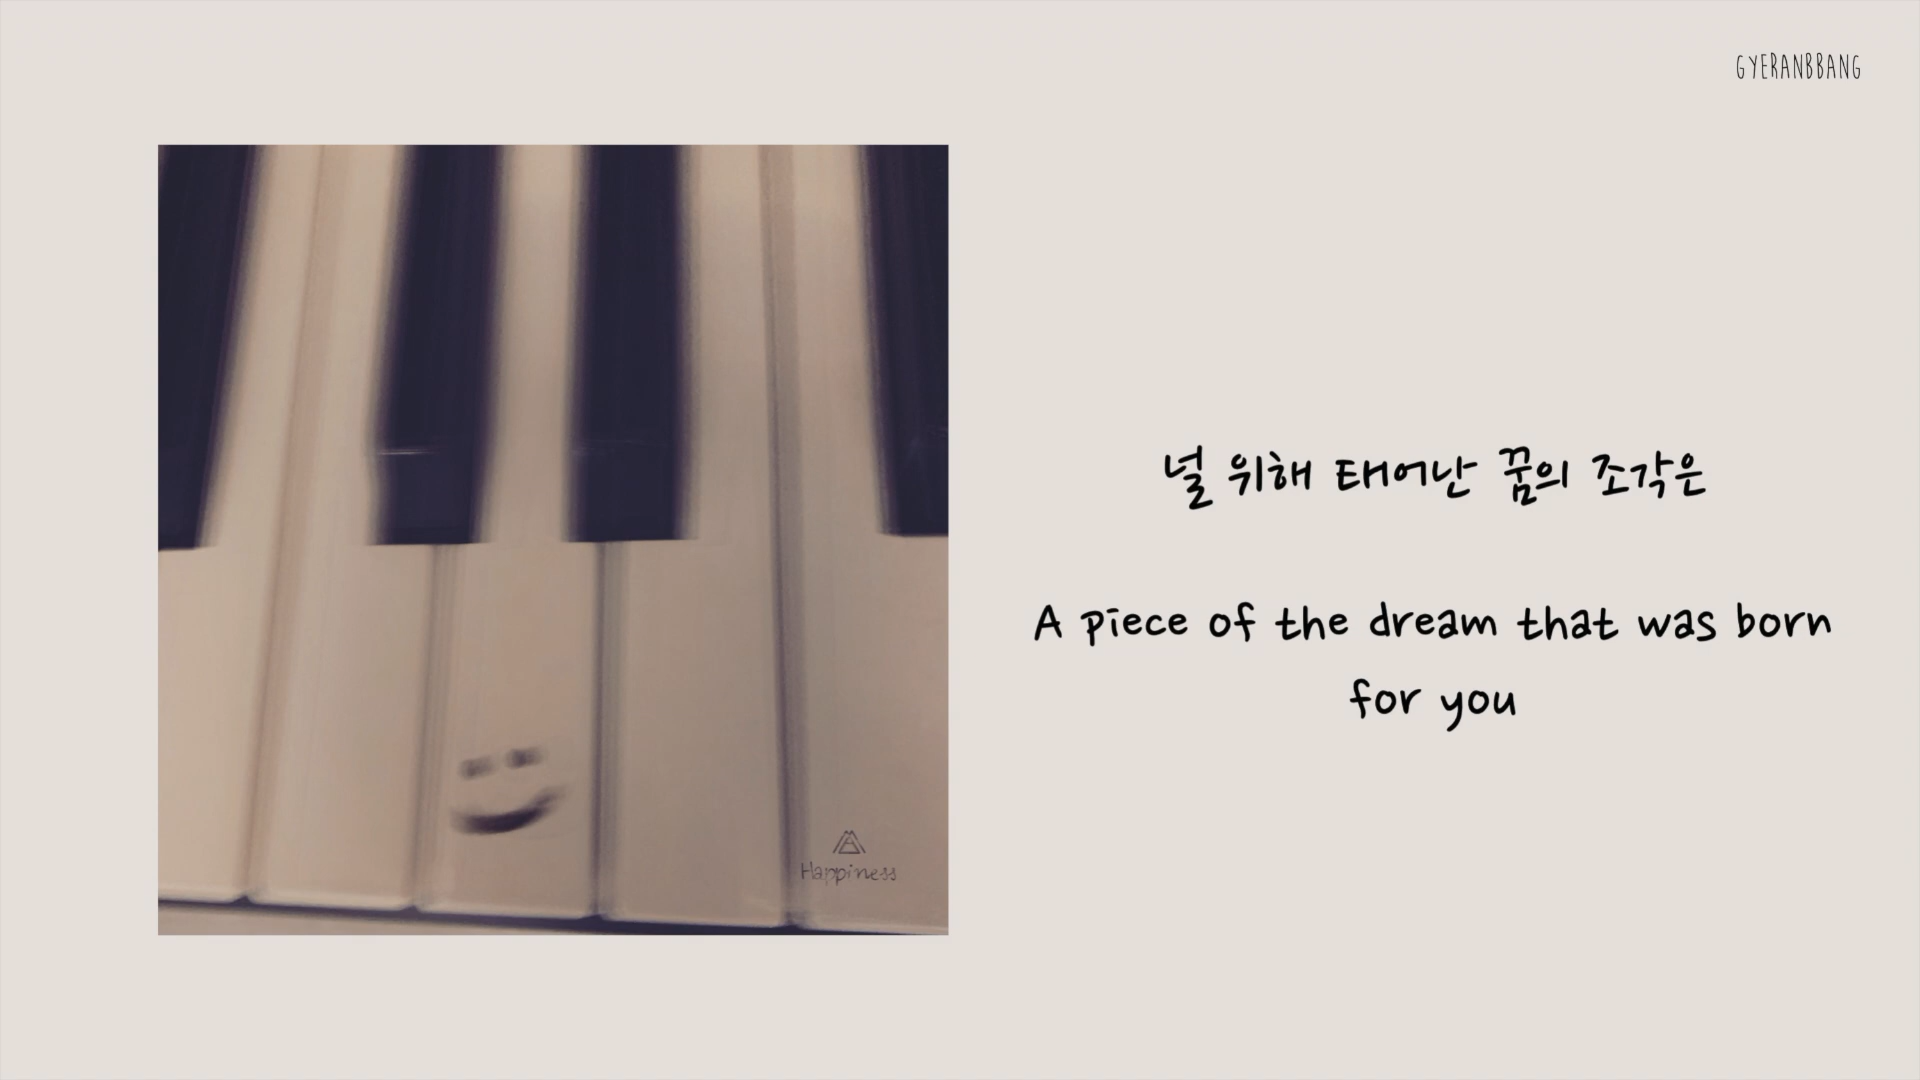 GYERANBBANG
널 위해 태어난 꿈의 조각은
A piece of the dream that was born
for you
Happiness